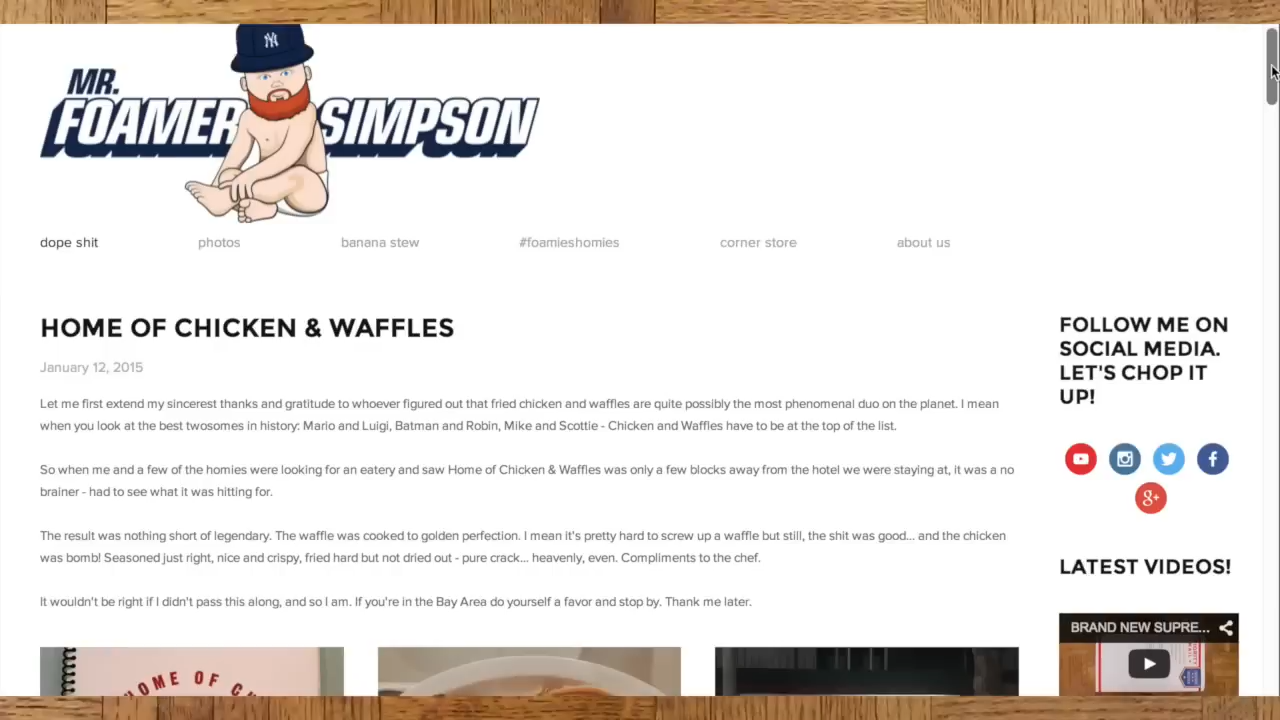 MR.
FOAMER SIMPSON
dope shit photos banana stew #foamieshomies corner store about us
HOME OF CHICKEN & WAFFLES
January 12, 2015
Let me first extend my sincerest thanks and gratitude to whoever figured out that fried chicken and waffles are quite possibly the most phenomenal duo on the planet. I mean
when you look at the best twosomes in history: Mario and Luigi, Batman and Robin, Mike and Scottie - Chicken and Waffles have to be at the top of the list.
So when me and a few of the homies were looking for an eatery and saw Home of Chicken & Waffles was only a few blocks away from the hotel we were staying at, it was a no
brainer - had to see what it was hitting for.
The result was nothing short of legendary. The waffle was cooked to golden perfection. I mean it's pretty hard to screw up a waffle but still, the shit was good... and the chicken
was bomb! Seasoned just right, nice and crispy, fried hard but not dried out - pure crack... heavenly, even. Compliments to the chef.
It wouldn't be right if I didn't pass this along, and so I am. If you're in the Bay Area do yourself a favor and stop by. Thank me later.
HOME OF
FOLLOW ME ON
SOCIAL MEDIA.
LET'S CHOP IT
UP!
LATEST VIDEOS!
BRAND NEW SUPRE...